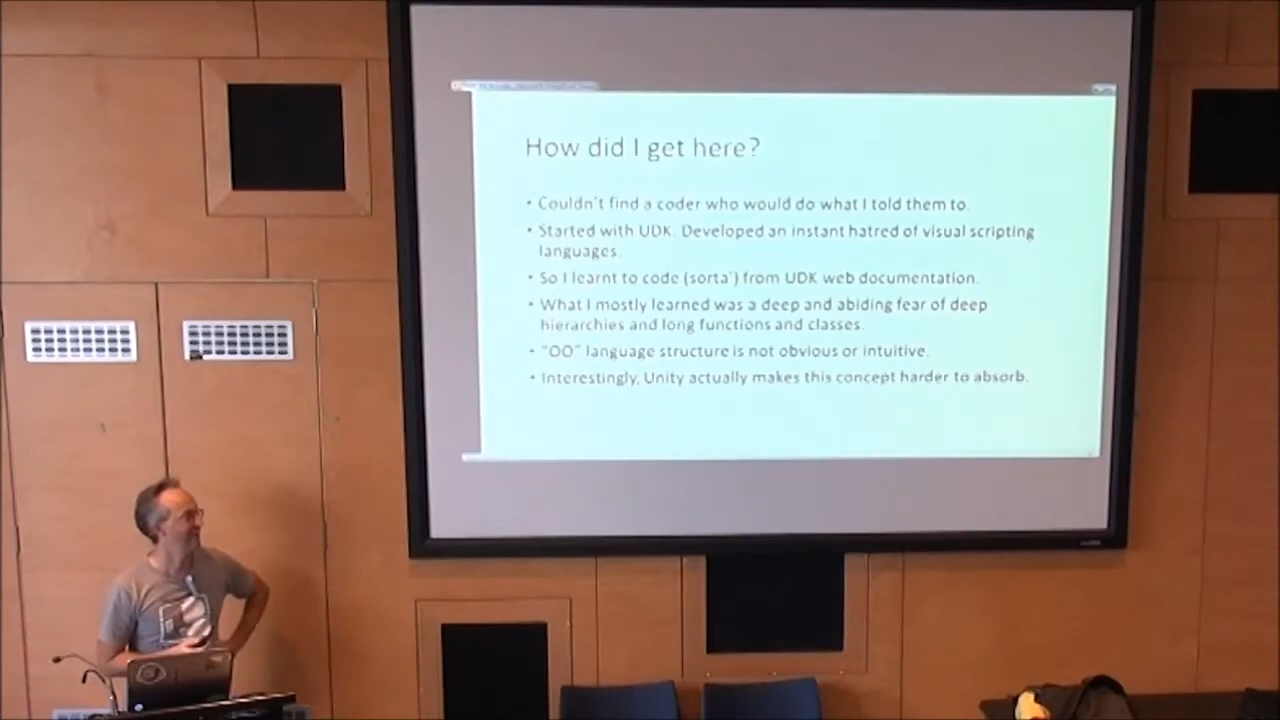 How did I get here?
• Couldn't find a coder who would do what I told them to.
• Started with UDK. Developed an instant hatred of visual scripting
languages.
• So I learnt to code (sorta') from UDK web documentation.
• What I mostly learned was a deep and abiding fear of deep
hierarchies and long functions and classes.
• "OO" language structure is not obvious or intuitive.
• Interestingly, Unity actually makes this concept harder to absorb.